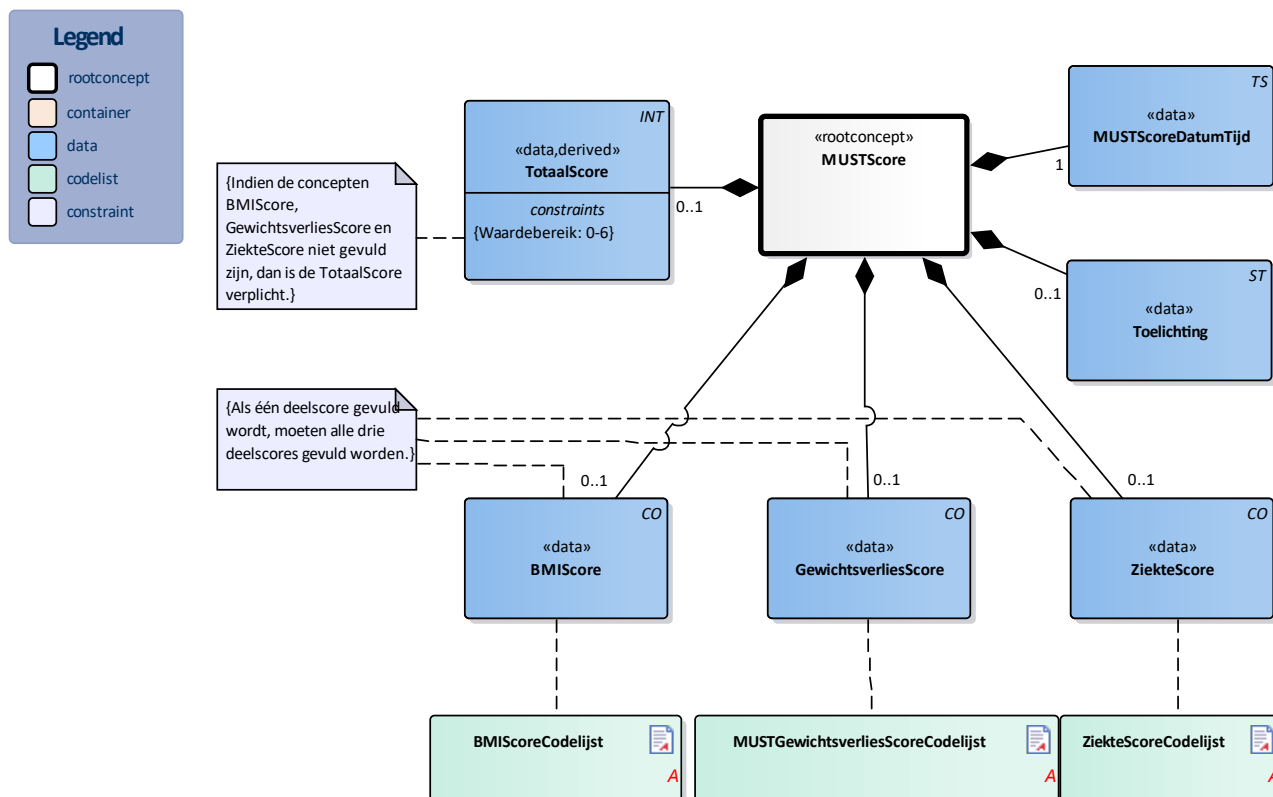 Legend
rootconcept
container
data
codelist
constraint
{Indien de concepten
BMIScore,
GewichtsverliesScore en
ZiekteScore niet gevuld
zijn, dan is de TotaalScore
verplicht.}
INT
«data,derived»
TotaalScore
constraints
{Waardebereik: 0-6}
0..1
«rootconcept»
MUSTScore
TS
«data»
MUSTScoreDatumTijd
1
ST
«data»
Toelichting
0..1
{Als één deelscore gevuld
wordt, moeten alle drie
deelscores gevuld worden.}
0..1
0..1
0..1
CO
«data»
BMIScore
CO
«data»
GewichtsverliesScore
CO
«data»
ZiekteScore
BMIScoreCodelijst
A
MUSTGewichtsverliesScoreCodelijst
A
ZiekteScoreCodelijst
A